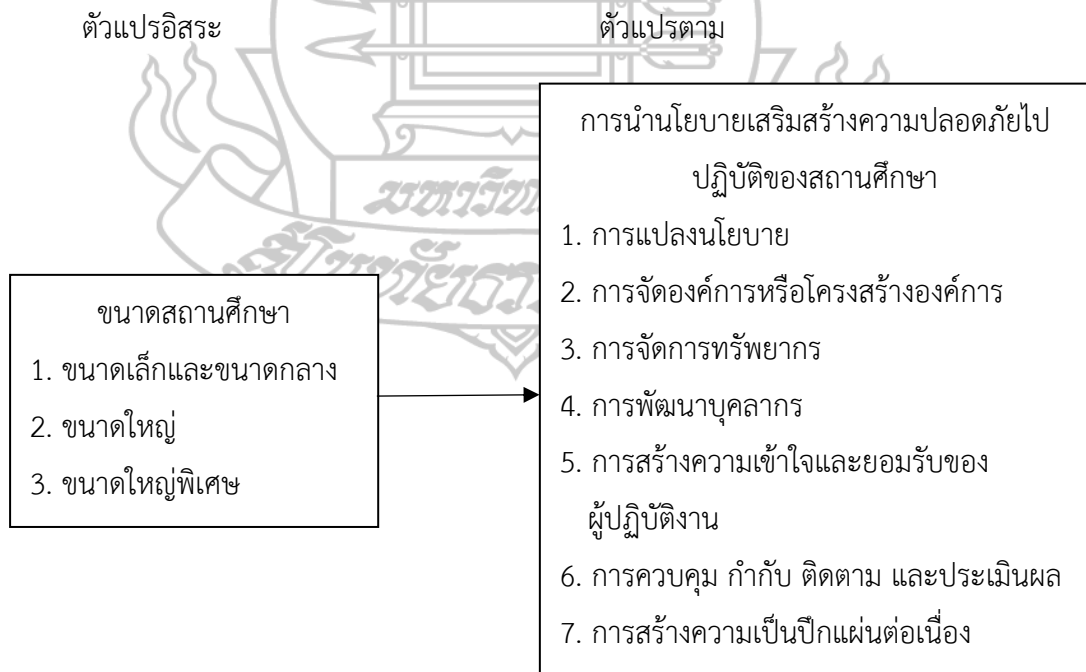 ตัวแปรอิสระ
ตัวแปรตาม
ขนาดสถานศึกษา
1. ขนาดเล็กและขนาดกลาง
2. ขนาดใหญ่
3. ขนาดใหญ่พิเศษ
การนำนโยบายเสริมสร้างความปลอดภัยไป
ปฏิบัติของสถานศึกษา
1. การแปลงนโยบาย
2. การจัดองค์การหรือโครงสร้างองค์การ
3. การจัดการทรัพยากร
4. การพัฒนาบุคลากร
5. การสร้างความเข้าใจและยอมรับของ
ผู้ปฏิบัติงาน
6. การควบคุม กำกับ ติดตาม และประเมินผล
7. การสร้างความเป็นปึกแผ่นต่อเนื่อง